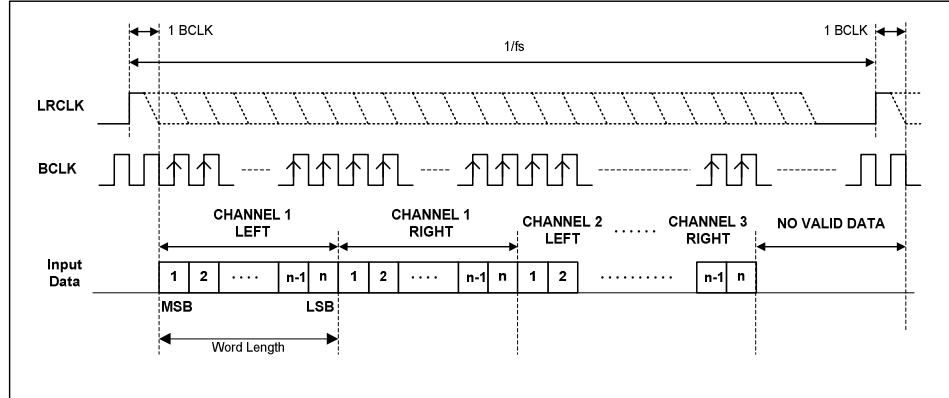 1 BCLK
1/fs
1 BCLK
LRCLK
BCLK
CHANNEL 1
LEFT
CHANNEL 1
RIGHT
CHANNEL 2
LEFT
......
CHANNEL 3
RIGHT
NO VALID DATA
Input
Data
1 2 .... n-1 n 1 2 .... n-1 n 1 2 .......... n-1 n
MSB
LSB
Word Length